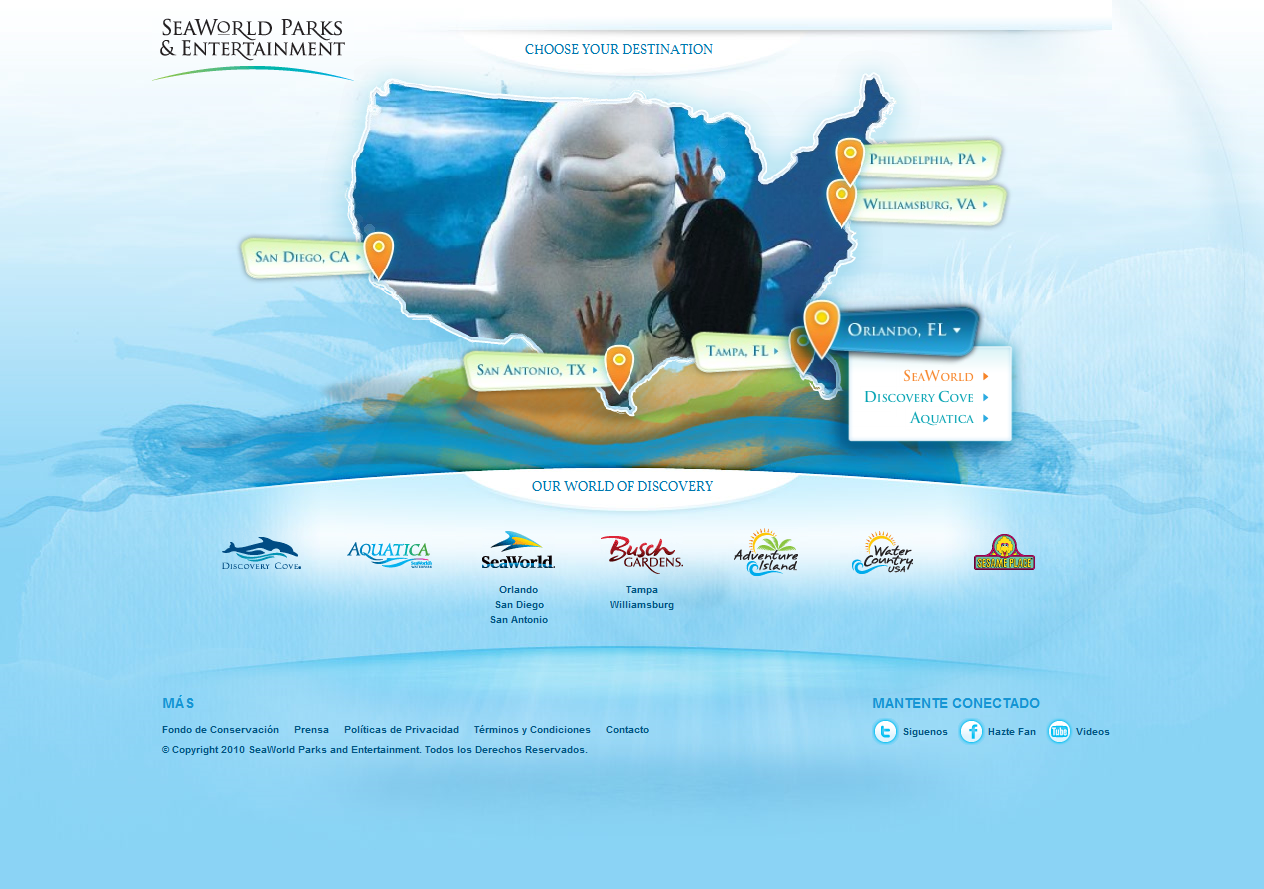 SEAWORLD PARKS
& ENTERTAINMENT
CHOOSE YOUR DESTINATION
PHILADELPHIA, PA
WILLIAMSBURG, VA
SAN DIEGO, CA
ORLANDO, FL
TAMPA, FL
SAN ANTONIO, TX
SEAWORLD
DISCOVERY COVE
AQUATICA
OUR WORLD OF DISCOVERY
DISCOVERY COVE
AQUATICA
SeaWorld's
SeaWorld
Busch
GARDENS
Adventure
Island
Water
Country
USA
SESAME PLACE
Orlando
San Diego
San Antonio
Tampa
Williamsburg
MÁS
Fondo de Conservación Prensa Políticas de Privacidad Términos y Condiciones Contacto
© Copyright 2010 SeaWorld Parks and Entertainment. Todos los Derechos Reservados.
MANTENTE CONECTADO
t Siguenos f Hazte Fan Tube Videos